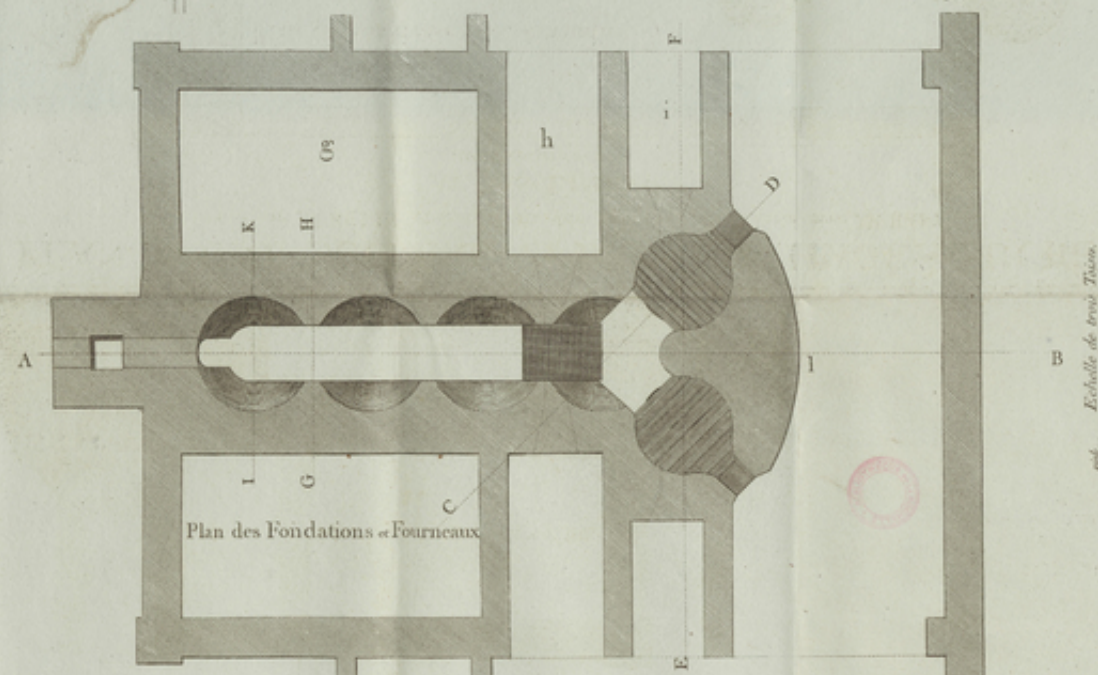 F
i
h
g
D
K
H
A
l
B
Echelle de trois Toises.
I
G
C
Plan des Fondations et Fourneaux
E